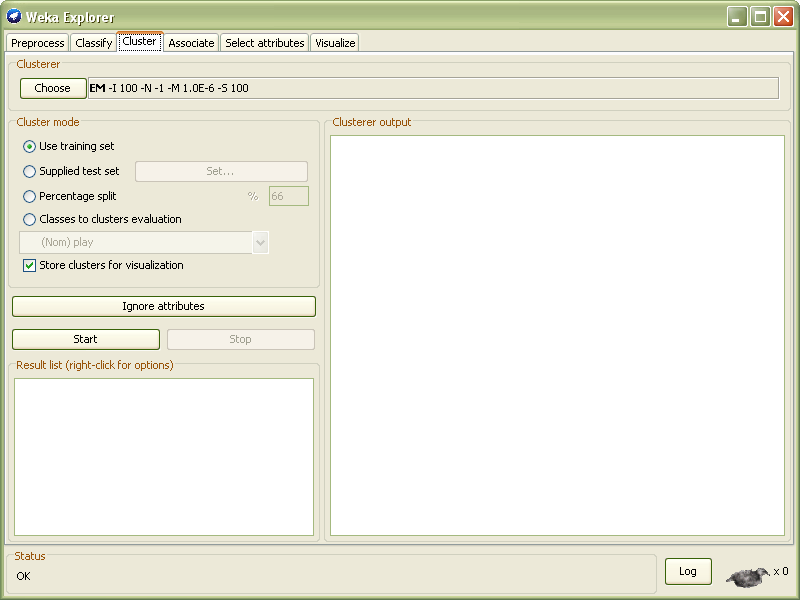 Weka Explorer
Preprocess Classify Cluster Associate Select attributes Visualize
Clusterer
Choose EM -I 100 -N -1 -M 1.0E-6 -S 100
Cluster mode
Use training set
Supplied test set Set...
Percentage split % 66
Classes to clusters evaluation
(Nom) play
Store clusters for visualization
Ignore attributes
Start Stop
Result list (right-click for options)
Clusterer output
Status
OK
Log x 0